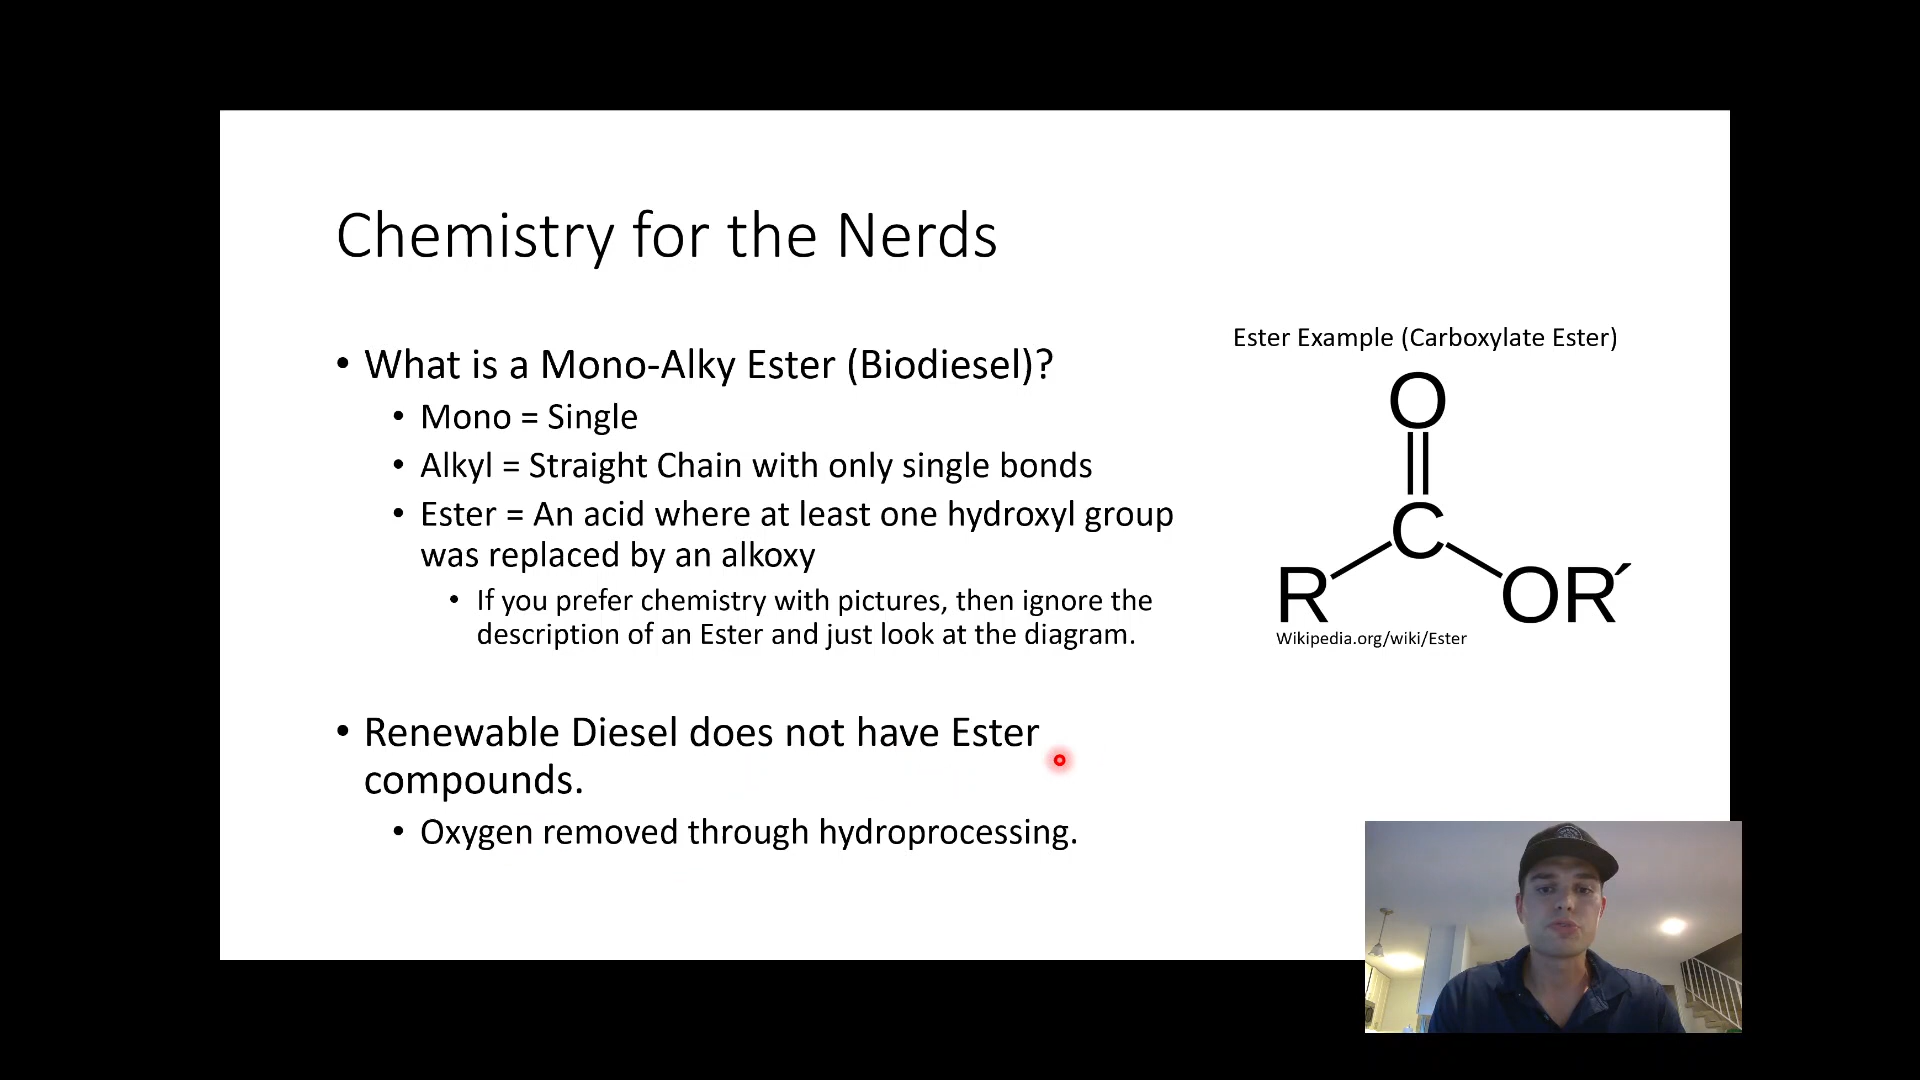 Chemistry for the Nerds
• What is a Mono-Alky Ester (Biodiesel)?
• Mono = Single
• Alkyl = Straight Chain with only single bonds
• Ester = An acid where at least one hydroxyl group
was replaced by an alkoxy
• If you prefer chemistry with pictures, then ignore the
description of an Ester and just look at the diagram.
• Renewable Diesel does not have Ester
compounds.
• Oxygen removed through hydroprocessing.
Ester Example (Carboxylate Ester)
O
C
R OR´
Wikipedia.org/wiki/Ester